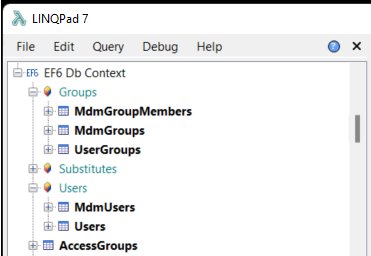 LINQPad 7
File Edit Query Debug Help ?
EF6 EF6 Db Context
Groups
MdmGroupMembers
MdmGroups
UserGroups
Substitutes
Users
MdmUsers
Users
AccessGroups